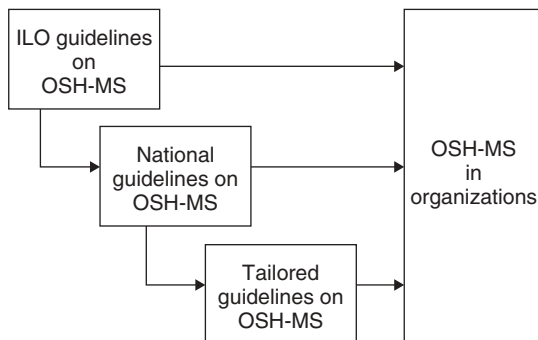 ILO guidelines
on
OSH-MS
National
guidelines on
OSH-MS
Tailored
guidelines on
OSH-MS
OSH-MS
in
organizations